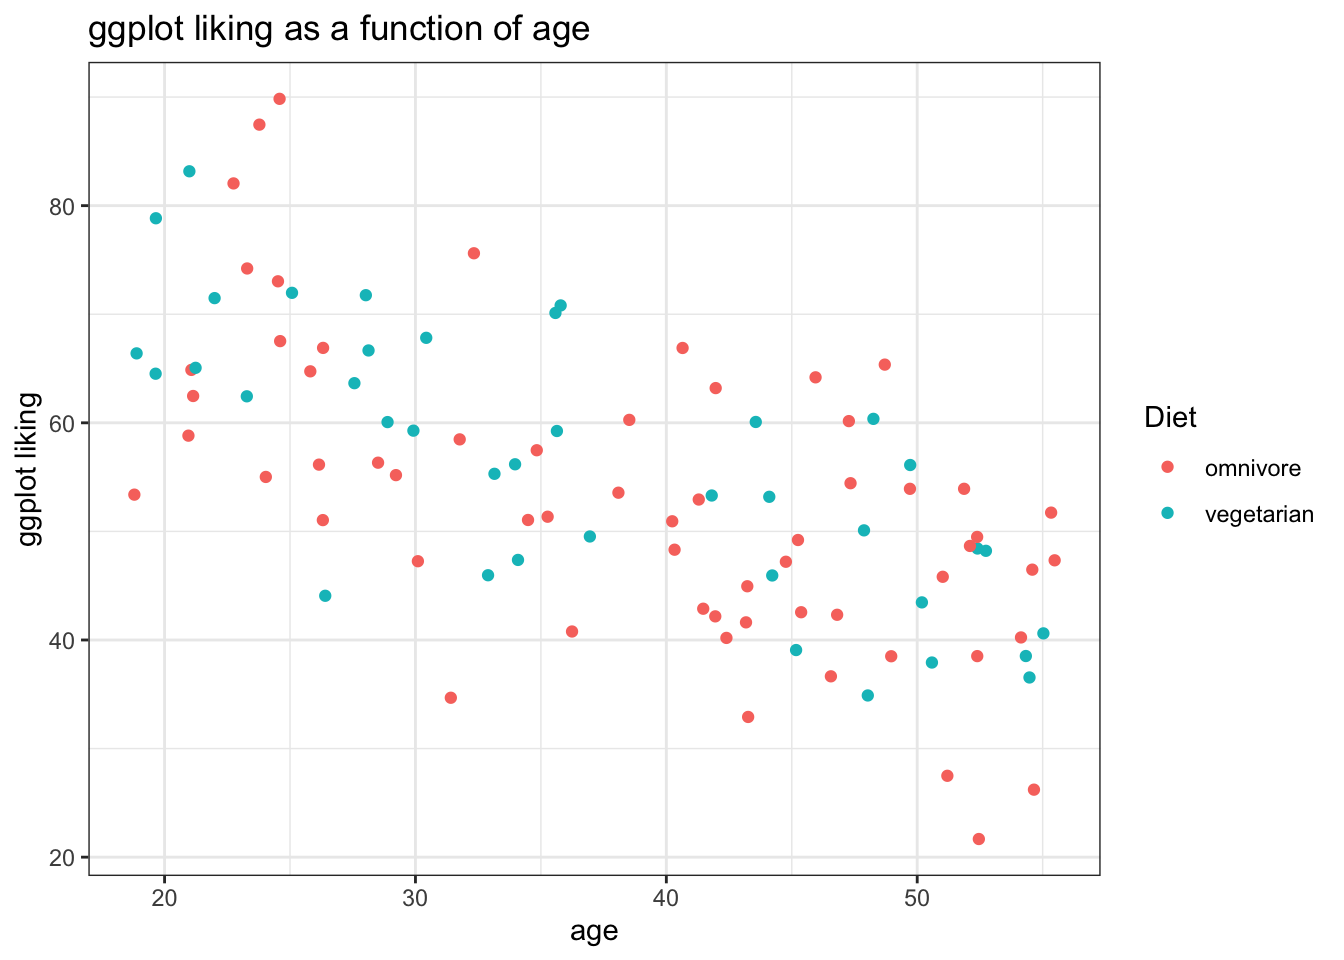 ggplot liking as a function of age
ggplot liking
80
60
40
20
20
30
40
50
age
Diet
omnivore
vegetarian